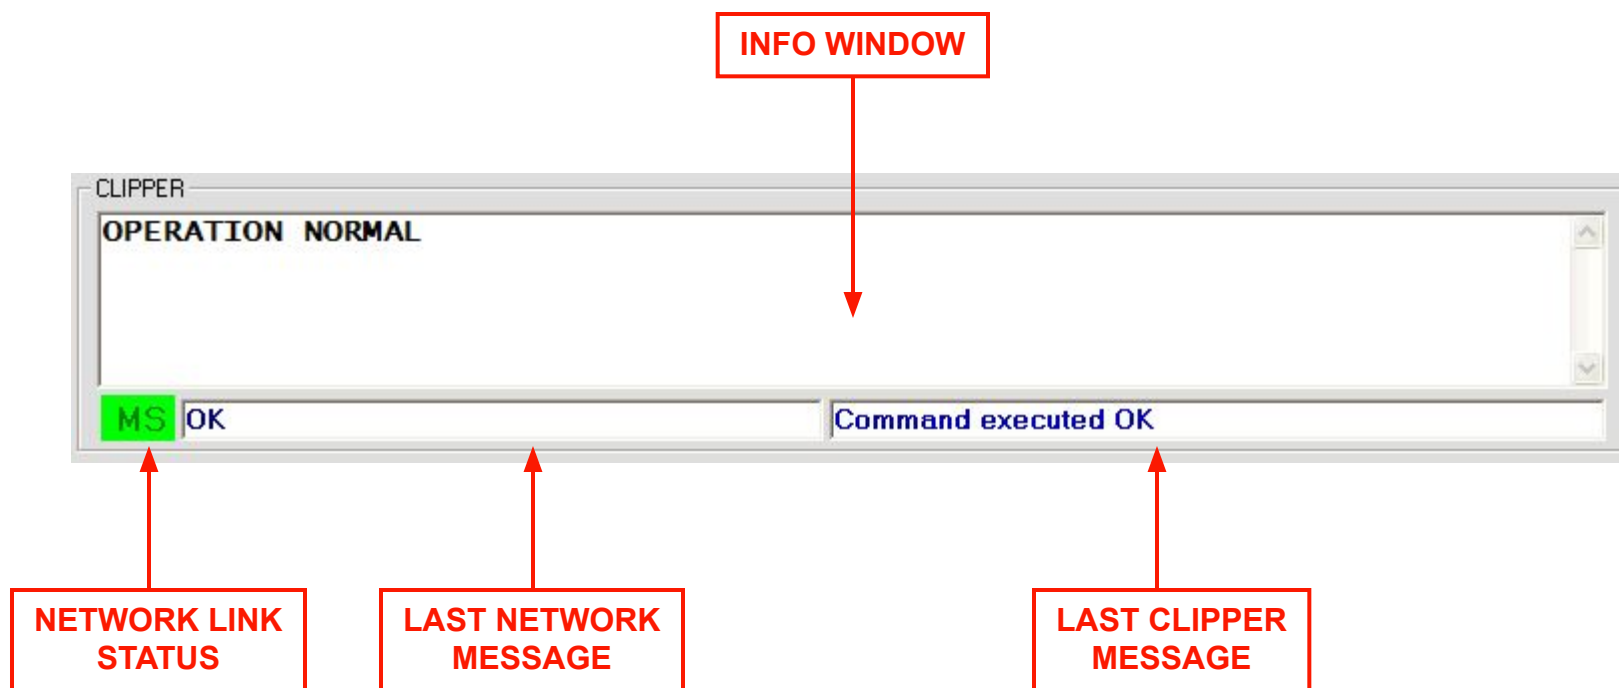 INFO WINDOW
CLIPPER
OPERATION NORMAL
MS
OK
Command executed OK
NETWORK LINK
STATUS
LAST NETWORK
MESSAGE
LAST CLIPPER
MESSAGE